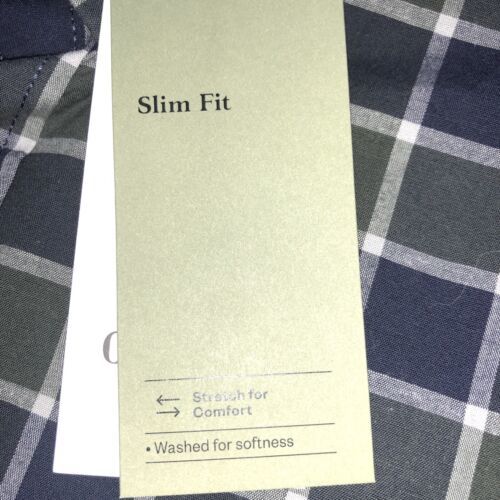 Slim Fit
Stretch for
Comfort
• Washed for softness